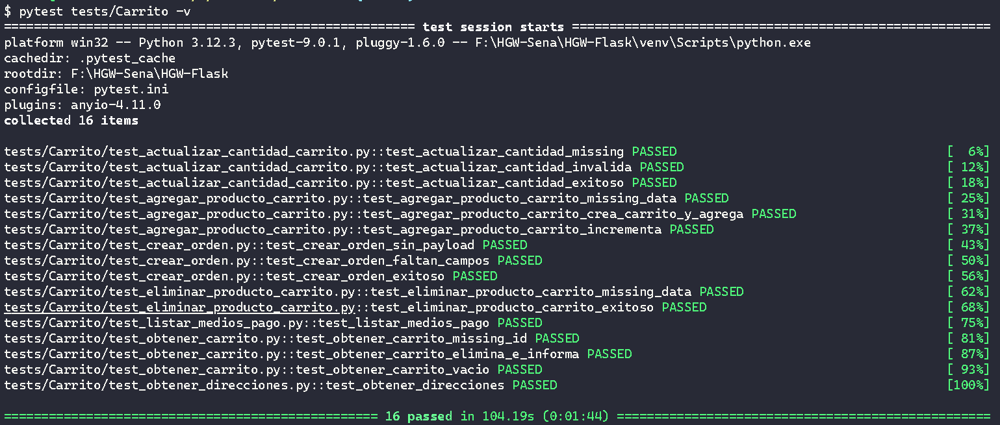 $ pytest tests/Carrito -v
======================================================= test session starts ========================================================
platform win32 -- Python 3.12.3, pytest-9.0.1, pluggy-1.6.0 -- F:\HGW-Sena\HGW-Flask\venv\Scripts\python.exe
cachedir: .pytest_cache
rootdir: F:\HGW-Sena\HGW-Flask
configfile: pytest.ini
plugins: anyio-4.11.0
collected 16 items
tests/Carrito/test_actualizar_cantidad_carrito.py::test_actualizar_cantidad_missing PASSED [  6%]
tests/Carrito/test_actualizar_cantidad_carrito.py::test_actualizar_cantidad_invalida PASSED [ 12%]
tests/Carrito/test_actualizar_cantidad_carrito.py::test_actualizar_cantidad_exitoso PASSED [ 18%]
tests/Carrito/test_agregar_producto_carrito.py::test_agregar_producto_carrito_missing_data PASSED [ 25%]
tests/Carrito/test_agregar_producto_carrito.py::test_agregar_producto_carrito_crea_carrito_y_agrega PASSED [ 31%]
tests/Carrito/test_agregar_producto_carrito.py::test_agregar_producto_carrito_incrementa PASSED [ 37%]
tests/Carrito/test_crear_orden.py::test_crear_orden_sin_payload PASSED [ 43%]
tests/Carrito/test_crear_orden.py::test_crear_orden_faltan_campos PASSED [ 50%]
tests/Carrito/test_crear_orden.py::test_crear_orden_exitoso PASSED [ 56%]
tests/Carrito/test_eliminar_producto_carrito.py::test_eliminar_producto_carrito_missing_data PASSED [ 62%]
tests/Carrito/test_eliminar_producto_carrito.py::test_eliminar_producto_carrito_exitoso PASSED [ 68%]
tests/Carrito/test_listar_medios_pago.py::test_listar_medios_pago PASSED [ 75%]
tests/Carrito/test_obtener_carrito.py::test_obtener_carrito_missing_id PASSED [ 81%]
tests/Carrito/test_obtener_carrito.py::test_obtener_carrito_elimina_e_informa PASSED [ 87%]
tests/Carrito/test_obtener_carrito.py::test_obtener_carrito_vacio PASSED [ 93%]
tests/Carrito/test_obtener_direcciones.py::test_obtener_direcciones PASSED [100%]
================================================== 16 passed in 104.19s (0:01:44) ==================================================